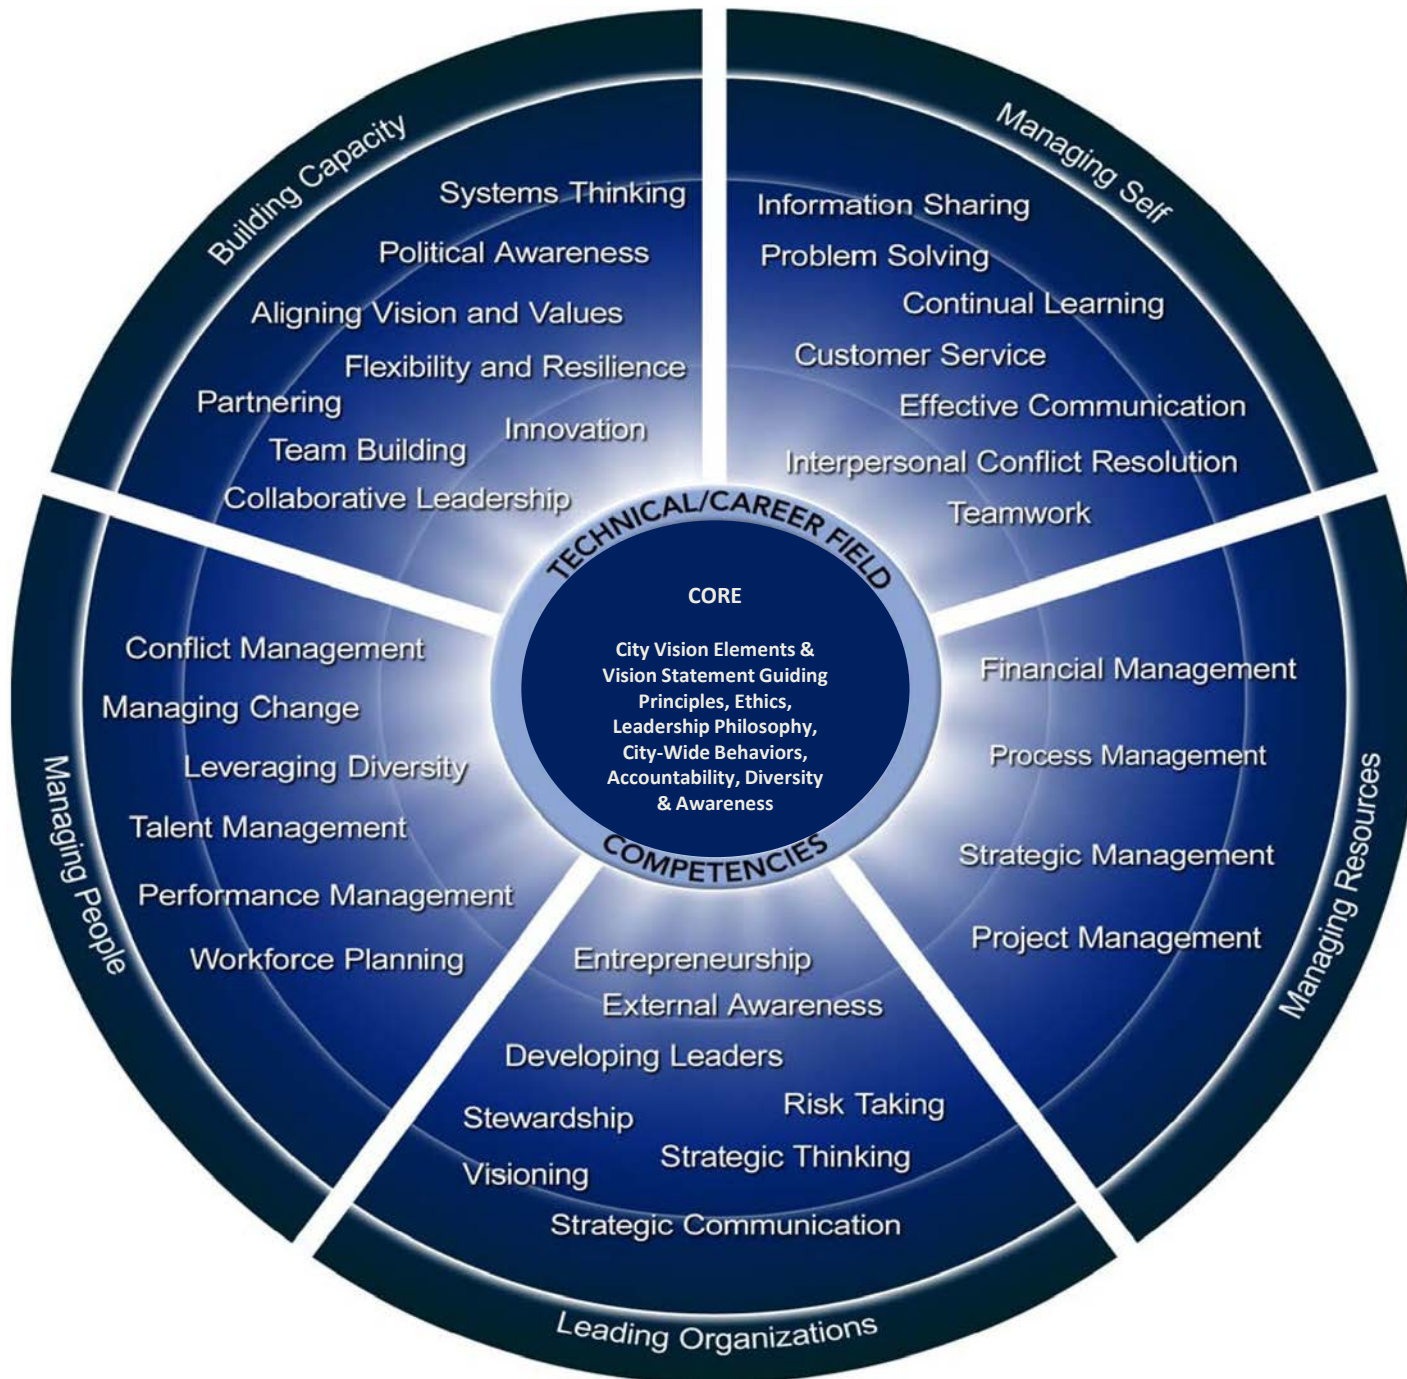 Building Capacity
Systems Thinking
Political Awareness
Aligning Vision and Values
Flexibility and Resilience
Partnering
Innovation
Team Building
Collaborative Leadership
Managing Self
Information Sharing
Problem Solving
Continual Learning
Customer Service
Effective Communication
Interpersonal Conflict Resolution
Teamwork
TECHNICAL/CAREER FIELD
CORE
City Vision Elements &
Vision Statement Guiding
Principles, Ethics,
Leadership Philosophy,
City-Wide Behaviors,
Accountability, Diversity
& Awareness
COMPETENCIES
Managing People
Conflict Management
Managing Change
Leveraging Diversity
Talent Management
Performance Management
Workforce Planning
Managing Resources
Financial Management
Process Management
Strategic Management
Project Management
Entrepreneurship
External Awareness
Developing Leaders
Risk Taking
Stewardship
Strategic Thinking
Visioning
Strategic Communication
Leading Organizations